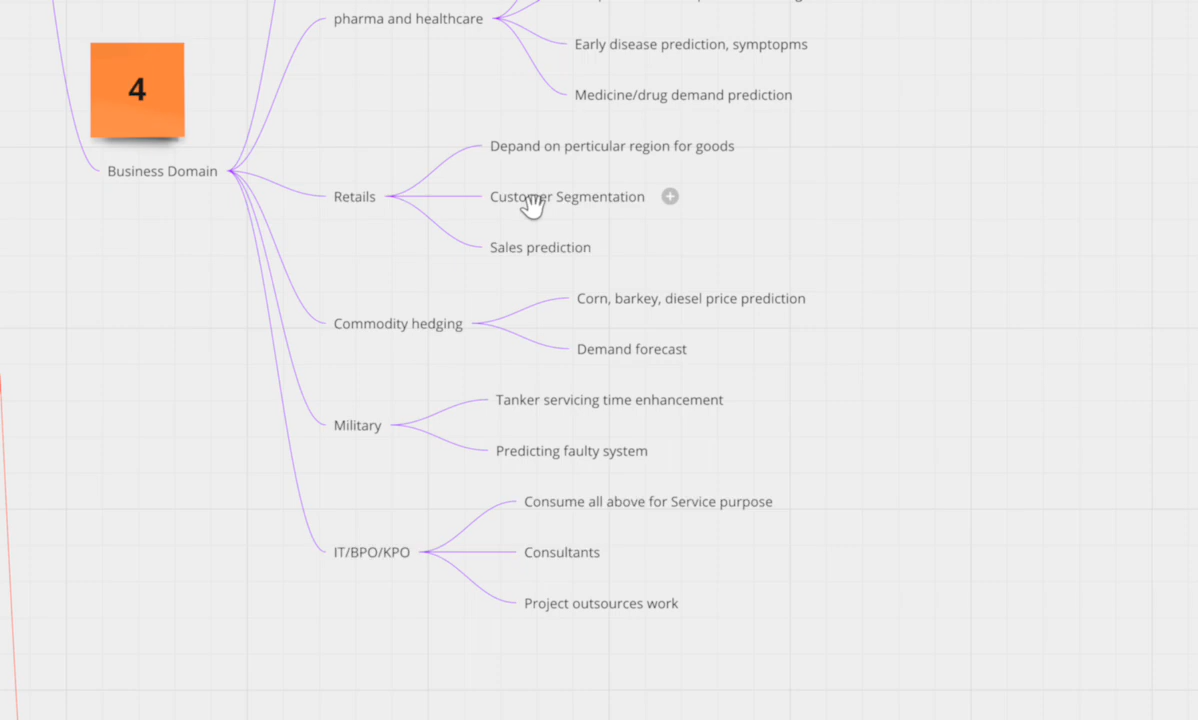 pharma and healthcare
Early disease prediction, symptopms
4
Medicine/drug demand prediction
Depand on perticular region for goods
Business Domain
Retails
Customer Segmentation
Sales prediction
Corn, barkey, diesel price prediction
Commodity hedging
Demand forecast
Tanker servicing time enhancement
Military
Predicting faulty system
Consume all above for Service purpose
IT/BPO/KPO
Consultants
Project outsources work